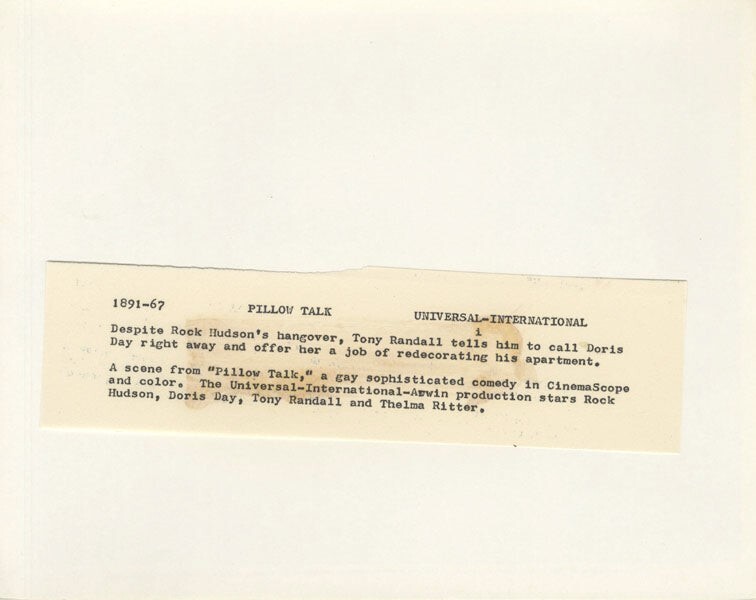 1891-67 PILLOW TALK UNIVERSAL-INTERNATIONAL
i
Despite Rock Hudson's hangover, Tony Randall tells him to call Doris
Day right away and offer her a job of redecorating his apartment.
A scene from "Pillow Talk," a gay sophisticated comedy in CinemaScope
and color. The Universal-International-Arwin production stars Rock
Hudson, Doris Day, Tony Randall and Thelma Ritter.